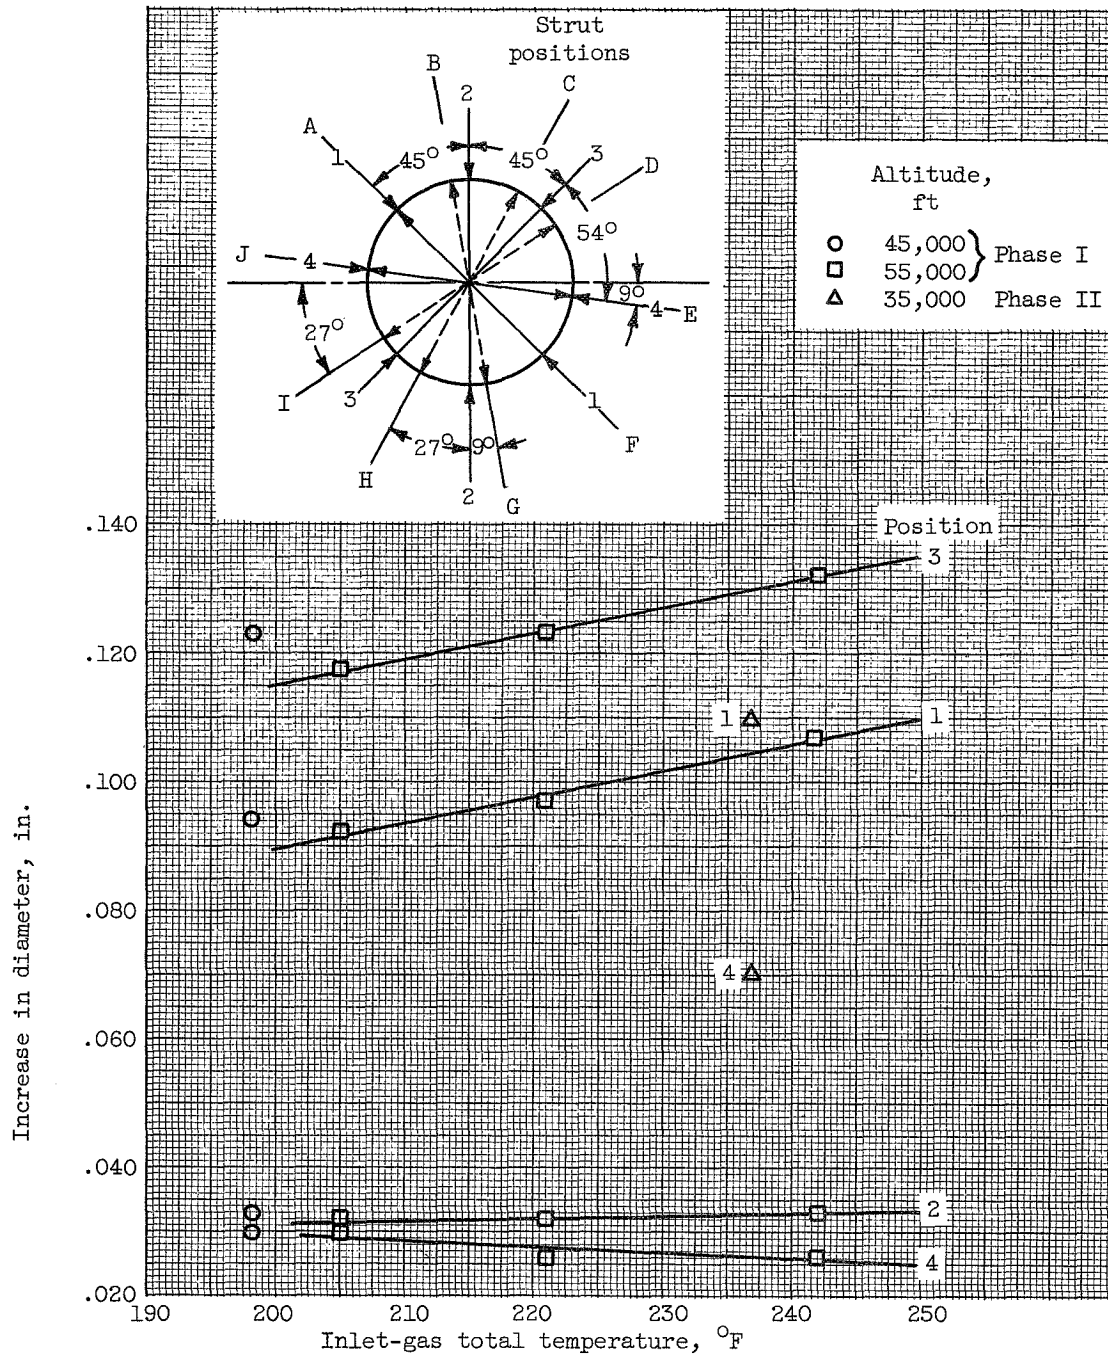 Strut
positions
B
2
C
A
1
45°
45°
3
D
54°
J
4
9°
4
E
27°
I
3
1
F
27°
9°
H
2
G
Altitude,
ft
45,000
55,000
Phase I
35,000 Phase II
Position
3
1
1
4
2
4
.140
.120
.100
.080
.060
.040
.020
190 200 210 220 230 240 250
Inlet-gas total temperature, °F
Increase in diameter, in.